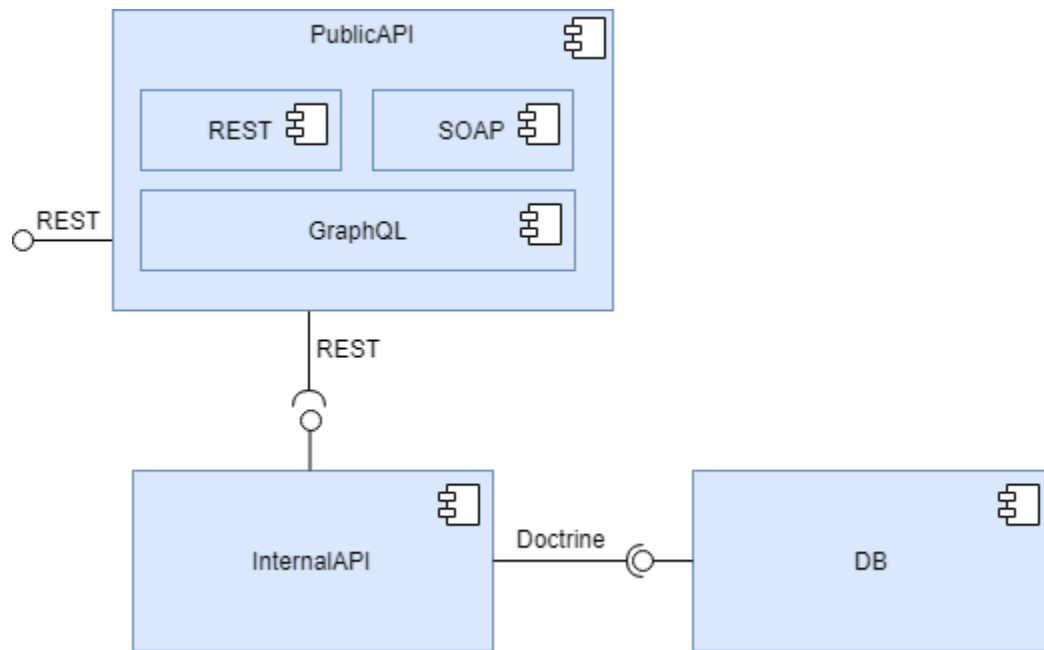 PublicAPI
REST
SOAP
REST
GraphQL
REST
Doctrine
InternalAPI
DB